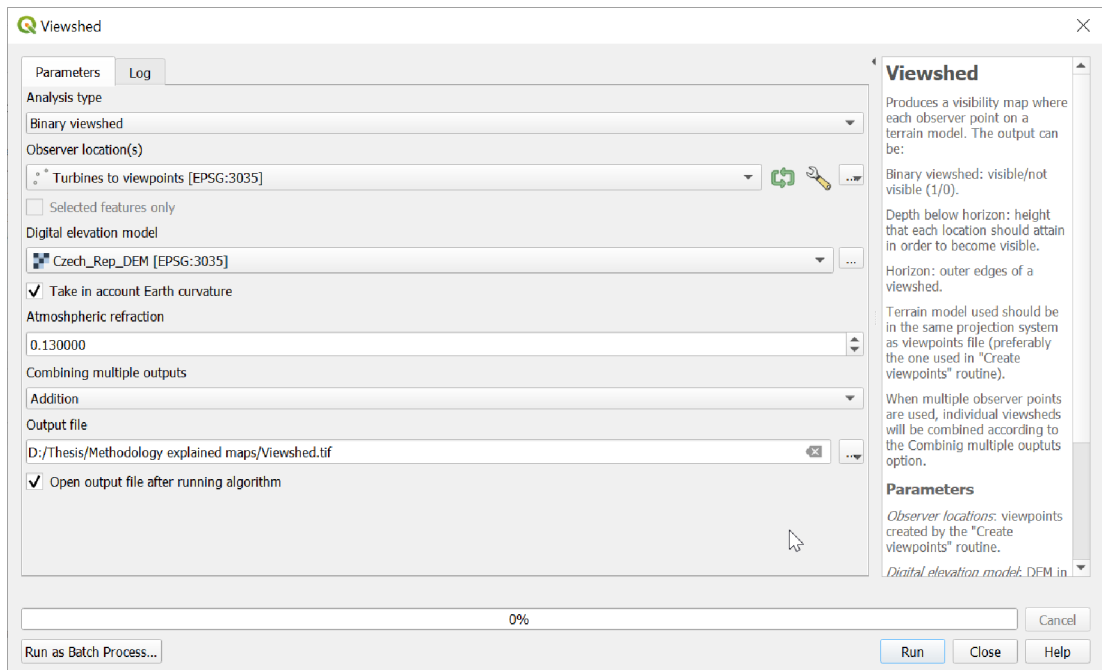 Viewshed
Parameters
Log
Analysis type
Binary viewshed
Observer location(s)
Turbines to viewpoints [EPSG:3035]
...
Selected features only
Digital elevation model
Czech_Rep_DEM [EPSG:3035]
...
Take in account Earth curvature
Atmoshpheric refraction
0.130000
Combining multiple outputs
Addition
Output file
D:/Thesis/Methodology explained maps/Viewshed.tif
...
Open output file after running algorithm
Viewshed
Produces a visibility map where
each observer point on a
terrain model. The output can
be:
Binary viewshed: visible/not
visible (1/0).
Depth below horizon: height
that each location should attain
in order to become visible.
Horizon: outer edges of a
viewshed.
Terrain model used should be
in the same projection system
as viewpoints file (preferably
the one used in "Create
viewpoints" routine).
When multiple observer points
are used, individual viewsheds
will be combined according to
the Combinig multiple ouptuts
option.
Parameters
Observer locations: viewpoints
created by the "Create
viewpoints" routine.
Digital elevation model: DEM in
0%
Cancel
Run as Batch Process...
Run
Close
Help